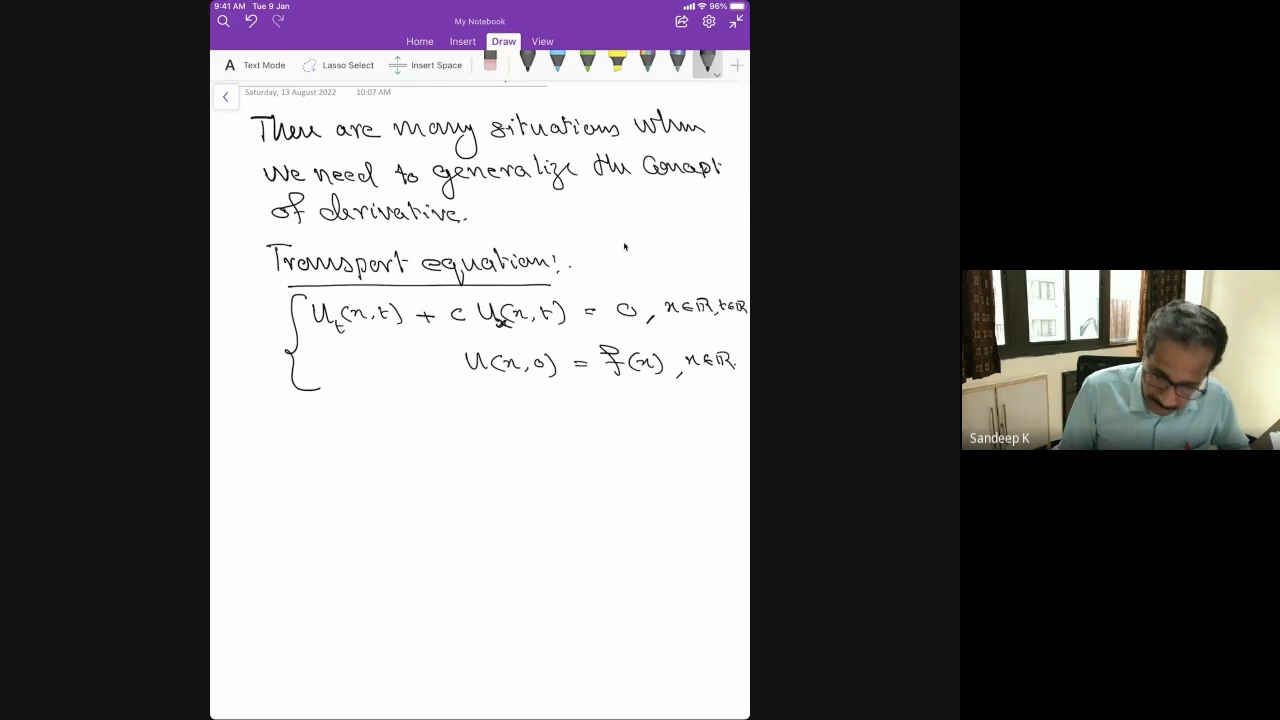 9:41 AM Tue 9 Jan
96%
My Notebook
Home Insert Draw View
A Text Mode Lasso Select Insert Space
Saturday, 13 August 2022 10:07 AM
There are many situations when
we need to generalize the concept
of derivative.
Transport equation:.
u_t(x,t) + c u_x(x,t) = 0, x∈ℝ, t∈ℝ
u(x,0) = f(x), x∈ℝ.
Sandeep K